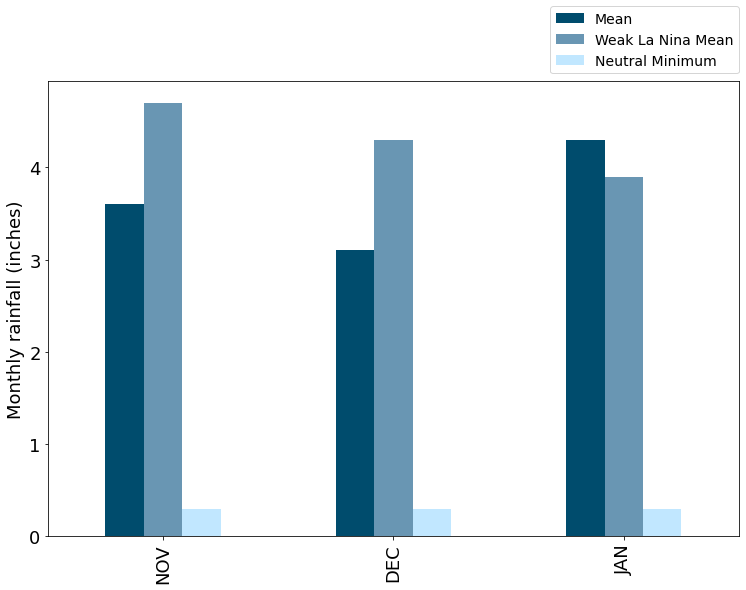 Mean
Weak La Nina Mean
Neutral Minimum
Monthly rainfall (inches)
4
3
2
1
0
NOV
DEC
JAN